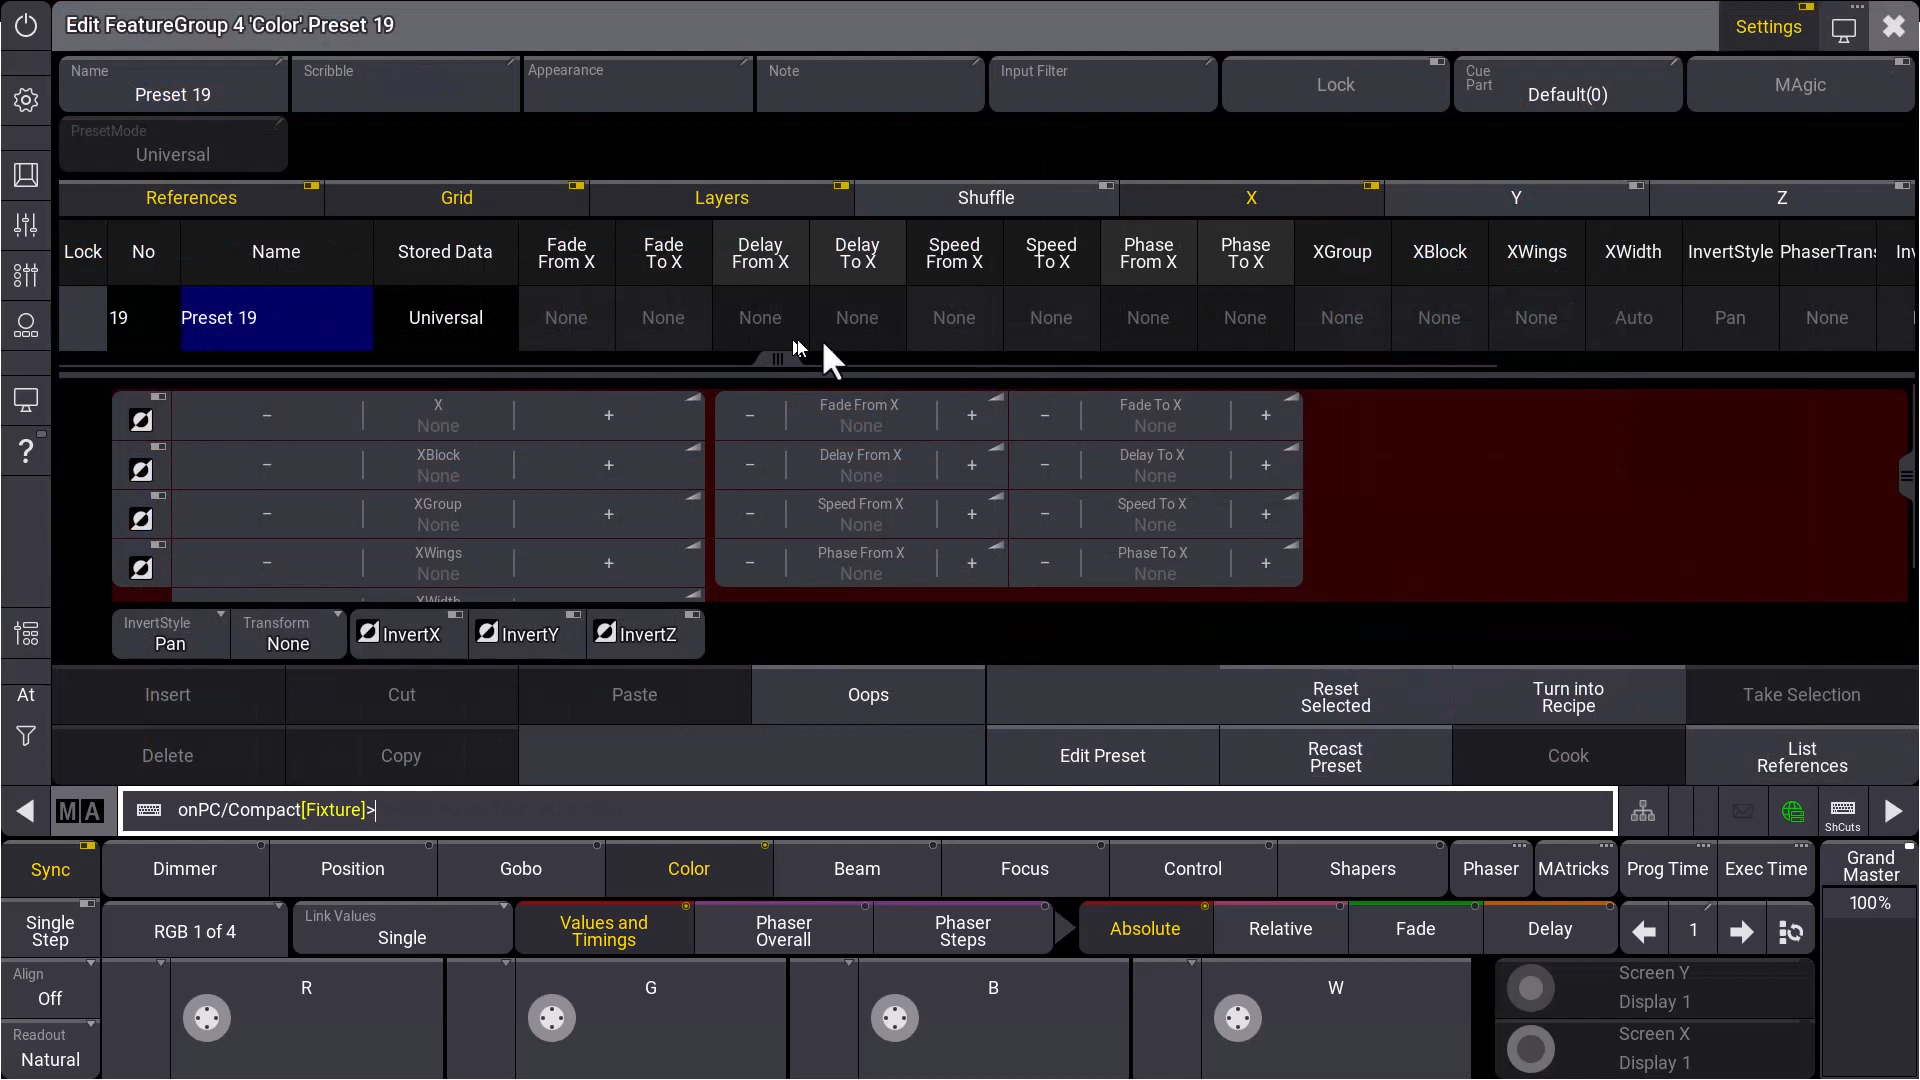 Edit FeatureGroup 4 'Color'.Preset 19
Settings
Name
Preset 19
Scribble
Appearance
Note
Input Filter
Lock
Cue
Part
Default(0)
MAgic
PresetMode
Universal
References
Grid
Layers
Shuffle
X
Y
Z
Lock
No
Name
Stored Data
Fade
From X
Fade
To X
Delay
From X
Delay
To X
Speed
From X
Speed
To X
Phase
From X
Phase
To X
XGroup
XBlock
XWings
XWidth
InvertStyle
PhaserTrans
Inv
19
Preset 19
Universal
None
None
None
None
None
None
None
None
None
None
None
Auto
Pan
None
X
None
Fade From X
None
Fade To X
None
XBlock
None
Delay From X
None
Delay To X
None
XGroup
None
Speed From X
None
Speed To X
None
XWings
None
Phase From X
None
Phase To X
None
XWidth
InvertStyle
Pan
Transform
None
InvertX
InvertY
InvertZ
Insert
Cut
Paste
Oops
Reset
Selected
Turn into
Recipe
Take Selection
Delete
Copy
Edit Preset
Recast
Preset
Cook
List
References
At
MA
onPC/Compact[Fixture]>
ShCuts
Sync
Dimmer
Position
Gobo
Color
Beam
Focus
Control
Shapers
Phaser
MAtricks
Prog Time
Exec Time
Grand
Master
100%
Single
Step
RGB 1 of 4
Link Values
Single
Values and
Timings
Phaser
Overall
Phaser
Steps
Absolute
Relative
Fade
Delay
1
Align
Off
R
G
B
W
Screen Y
Display 1
Readout
Natural
Screen X
Display 1